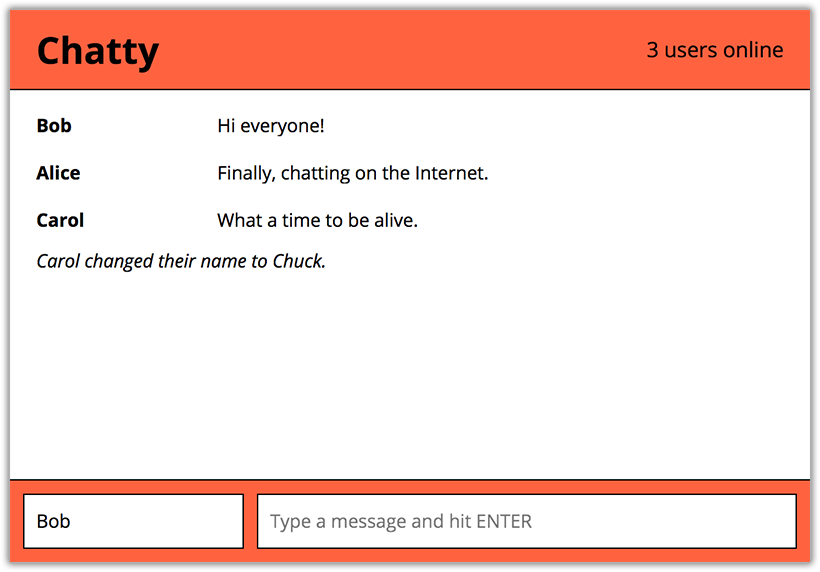 Chatty
3 users online
Bob Hi everyone!
Alice Finally, chatting on the Internet.
Carol What a time to be alive.
Carol changed their name to Chuck.
Bob
Type a message and hit ENTER